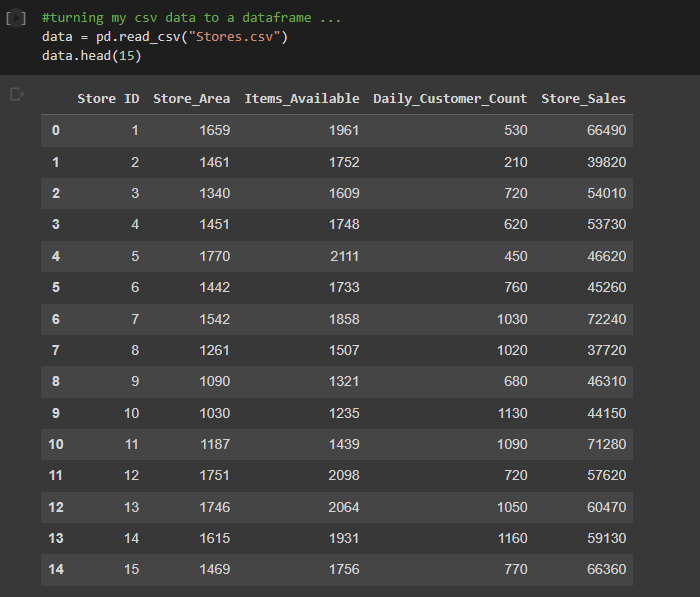 [ ] #turning my csv data to a dataframe ...
data = pd.read_csv("Stores.csv")
data.head(15)
Store ID Store_Area Items_Available Daily_Customer_Count Store_Sales
0 1 1659 1961 530 66490
1 2 1461 1752 210 39820
2 3 1340 1609 720 54010
3 4 1451 1748 620 53730
4 5 1770 2111 450 46620
5 6 1442 1733 760 45260
6 7 1542 1858 1030 72240
7 8 1261 1507 1020 37720
8 9 1090 1321 680 46310
9 10 1030 1235 1130 44150
10 11 1187 1439 1090 71280
11 12 1751 2098 720 57620
12 13 1746 2064 1050 60470
13 14 1615 1931 1160 59130
14 15 1469 1756 770 66360